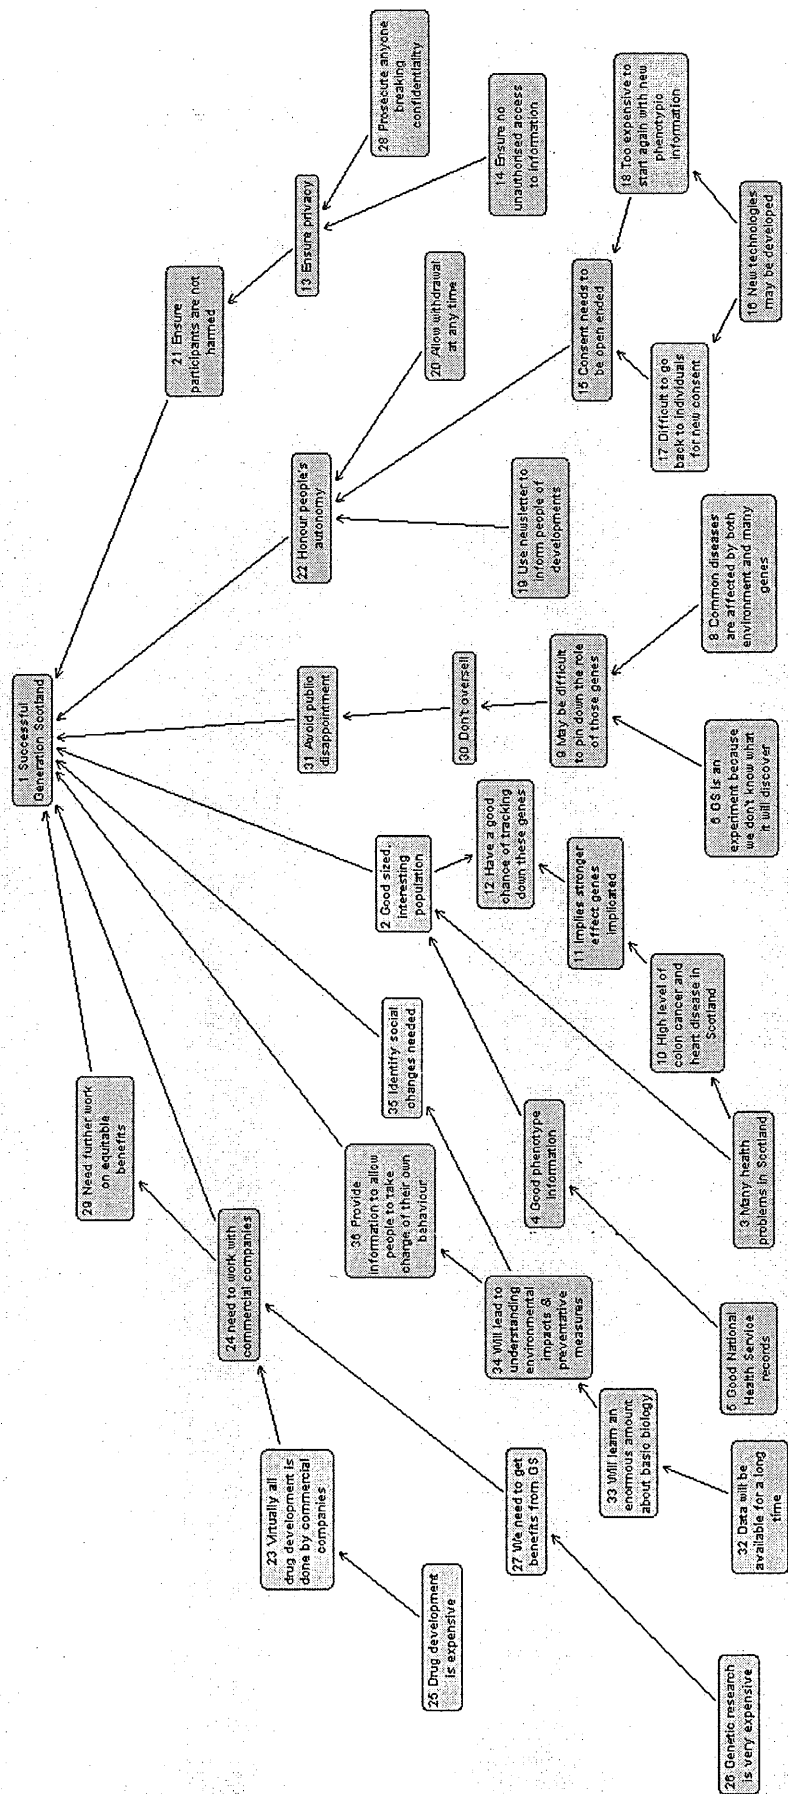 1 Successful
Generation Scotland
29 Need further work
on equitable
benefits
21 Ensure
participants are not
harmed
24 need to work with
commercial companies
23 Virtually all
drug development is
done by commercial
companies
22 Honour people's
autonomy
31 Avoid public
disappointment
13 Ensure privacy
36 Provide
information to allow
people to take
charge of their own
behaviour
35 Identify social
changes needed.
2 Good sized,
interesting
population
28 Prosecute anyone
breaking
confidentiality
25 Drug development
is expensive
30 Don't oversell
20 Allow withdrawal
at any time
27 We need to get
benefits from GS
34 Will lead to
understanding
environmental
impacts &
preventative
measures
4 Good phenotype
information
12 Have a good
chance of tracking
down these genes
19 Use newsletter to
inform people of
developments
14 Ensure no
unauthorised access
to information
33 Will learn an
enormous amount
about basic biology
11 Implies stronger
effect genes
implicated
9 May be difficult
to pin down the role
of those genes
15 Consent needs to
be open ended
10 High level of
colon cancer and
heart disease in
Scotland
17 Difficult to go
back to individuals
for new consent
18 Too expensive to
start again with new
phenotypic
information
26 Genetic research
is very expensive
32 Data will be
available for a long
time
5 Good National
Health Service
records
3 Many health
problems in Scotland
6 GS is an
experiment because
we don't know what
it will discover
8 Common diseases
are affected by both
environment and many
genes
16 New technologies
may be developed